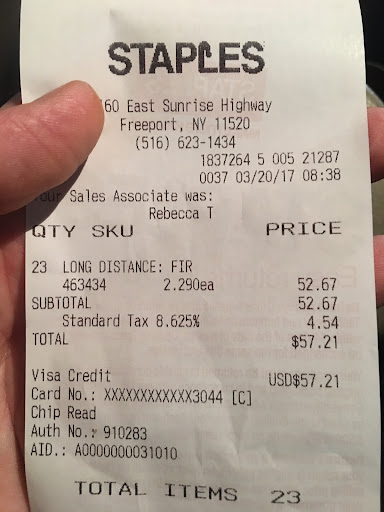 STAPLES
60 East Sunrise Highway
Freeport, NY 11520
(516) 623-1434
1837264 5 005 21287
0037 03/20/17 08:38
Your Sales Associate was:
Rebecca T
QTY SKU PRICE
23 LONG DISTANCE: FIR
463434 2.290ea 52.67
SUBTOTAL 52.67
Standard Tax 8.625% 4.54
TOTAL $57.21
Visa Credit USD$57.21
Card No.: XXXXXXXXXXXX3044 [C]
Chip Read
Auth No.: 910283
AID.: A0000000031010
TOTAL ITEMS 23